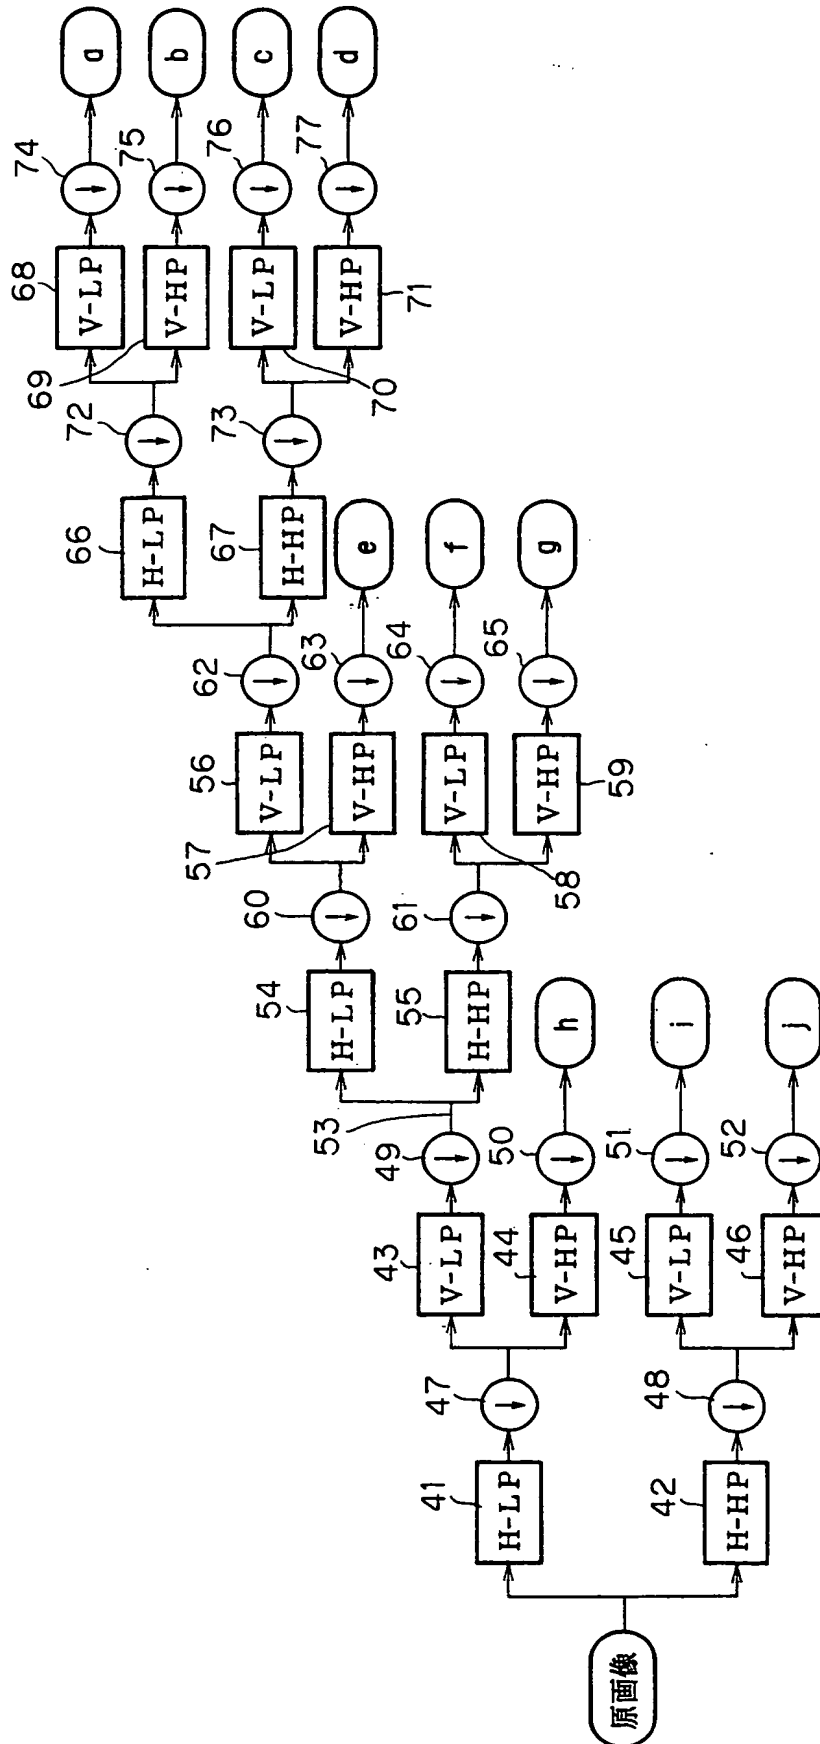 原画像
41
H-LP
42
H-HP
47
48
43
V-LP
44
V-HP
45
V-LP
46
V-HP
49
50
51
52
53
h
i
j
54
H-LP
55
H-HP
60
61
56
V-LP
57
V-HP
58
V-LP
59
V-HP
62
63
64
65
e
f
g
66
H-LP
67
H-HP
72
73
68
V-LP
69
V-HP
70
V-LP
71
V-HP
74
75
76
77
a
b
c
d